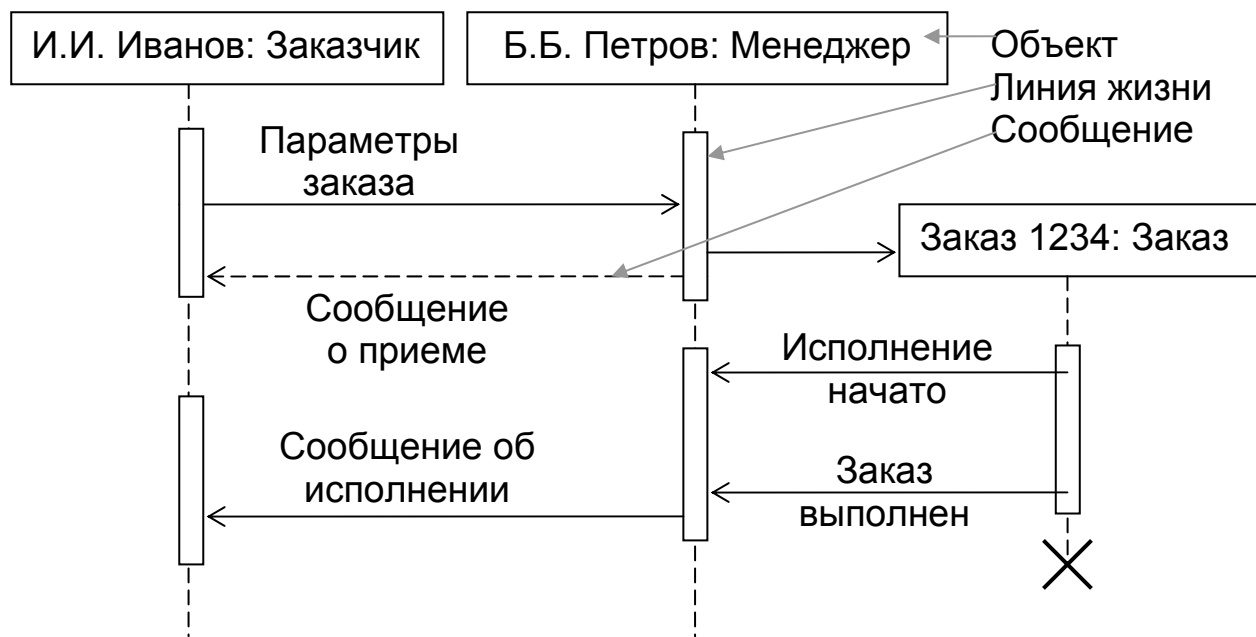 И.И. Иванов: Заказчик
Б.Б. Петров: Менеджер
Объект
Линия жизни
Сообщение
Параметры
заказа
Заказ 1234: Заказ
Сообщение
о приеме
Исполнение
начато
Сообщение об
исполнении
Заказ
выполнен